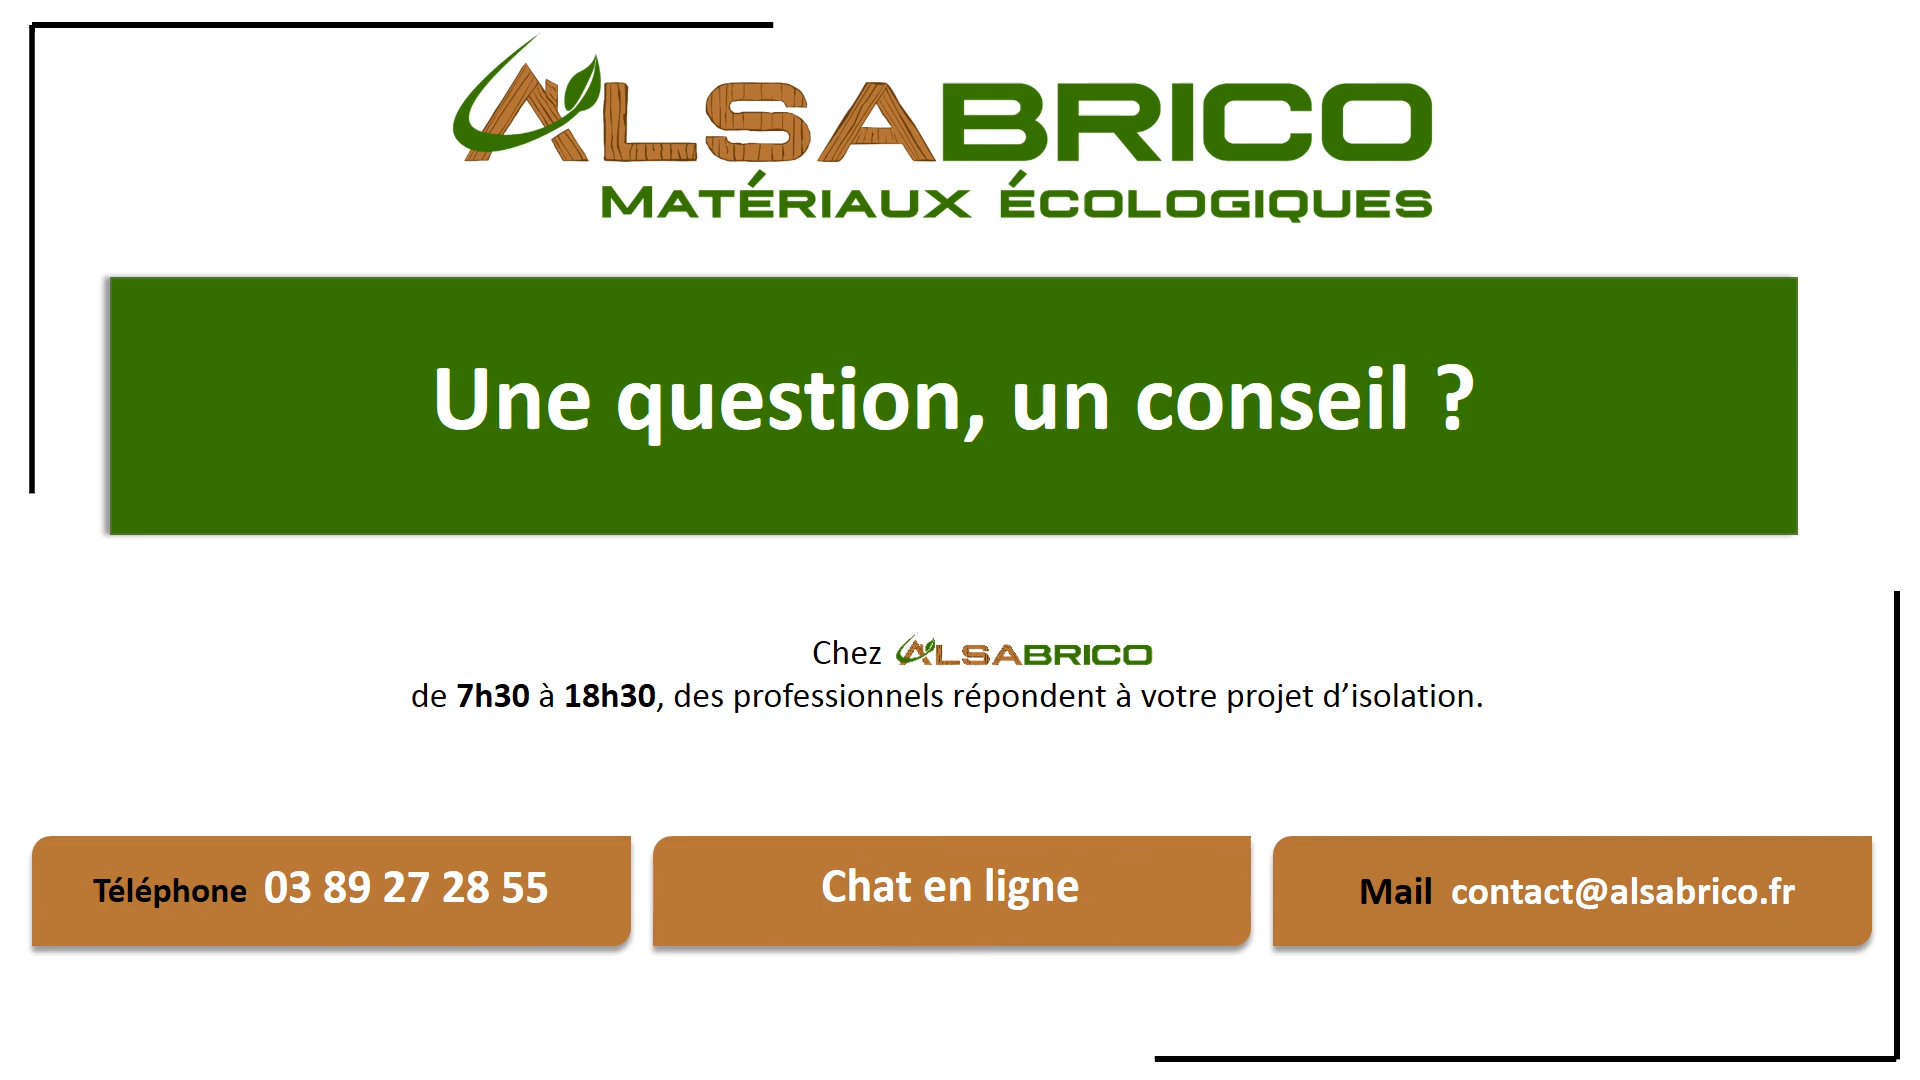 ALSABRICO
MATÉRIAUX ÉCOLOGIQUES
Une question, un conseil ?
Chez ALSABRICO
de 7h30 à 18h30, des professionnels répondent à votre projet d’isolation.
Téléphone 03 89 27 28 55
Chat en ligne
Mail contact@alsabrico.fr